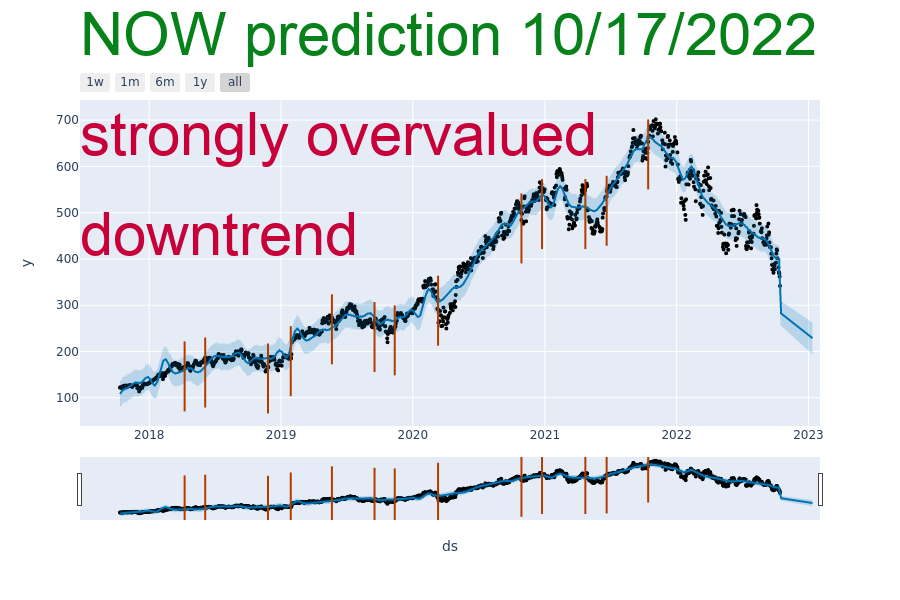 NOW prediction 10/17/2022
1w 1m 6m 1y all
700
strongly overvalued
600
500
downtrend
400
y
300
200
100
2018 2019 2020 2021 2022 2023
ds